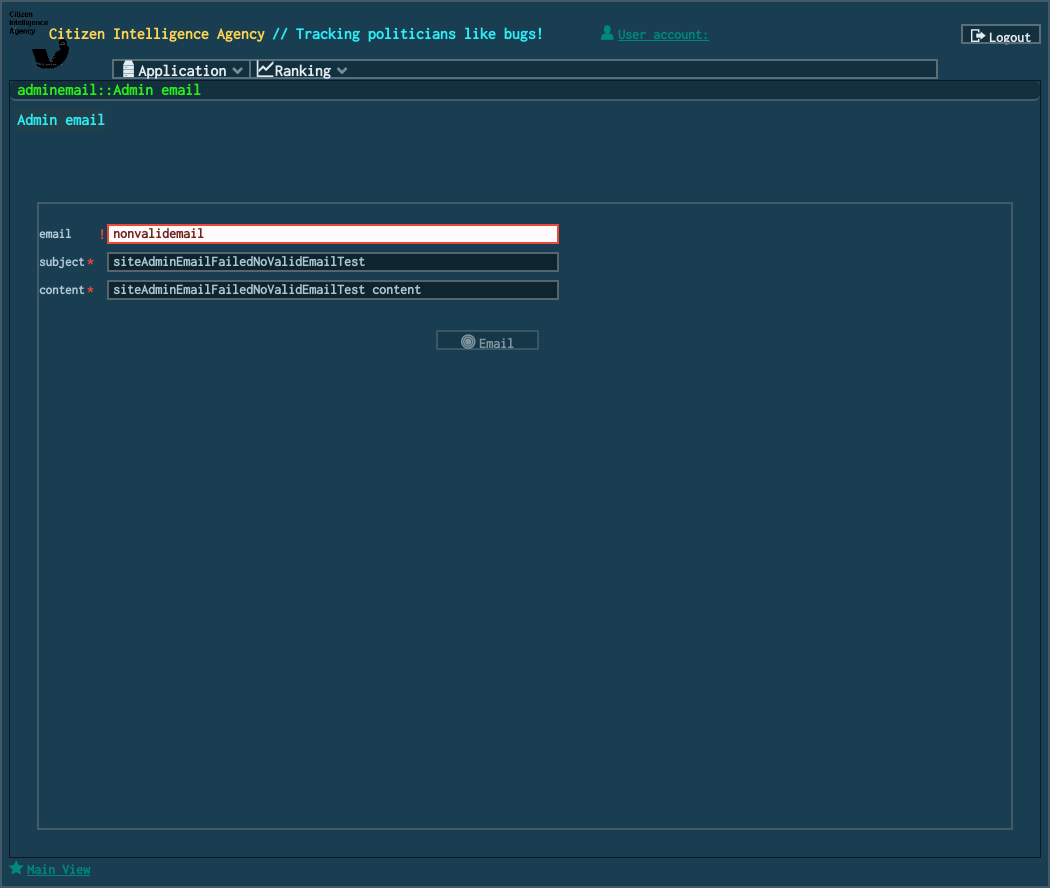 Citizen
Intelligence
Agency
Citizen Intelligence Agency // Tracking politicians like bugs!
User account:
Logout
Application
Ranking
adminemail::Admin email
Admin email
email ! nonvalidemail
subject* siteAdminEmailFailedNoValidEmailTest
content* siteAdminEmailFailedNoValidEmailTest content
Email
Main View